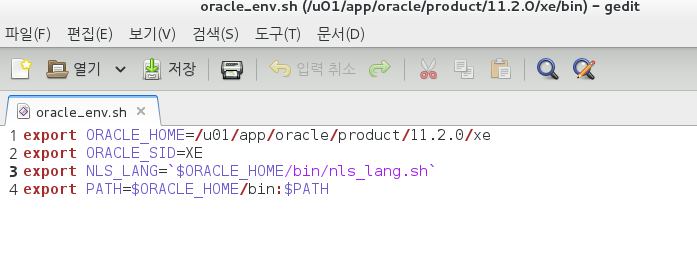 oracle_env.sh (/u01/app/oracle/product/11.2.0/xe/bin) - gedit
파일(F) 편집(E) 보기(V) 검색(S) 도구(T) 문서(D)
열기 저장 입력 취소
oracle_env.sh ×
1 export ORACLE_HOME=/u01/app/oracle/product/11.2.0/xe
2 export ORACLE_SID=XE
3 export NLS_LANG=`$ORACLE_HOME/bin/nls_lang.sh`
4 export PATH=$ORACLE_HOME/bin:$PATH